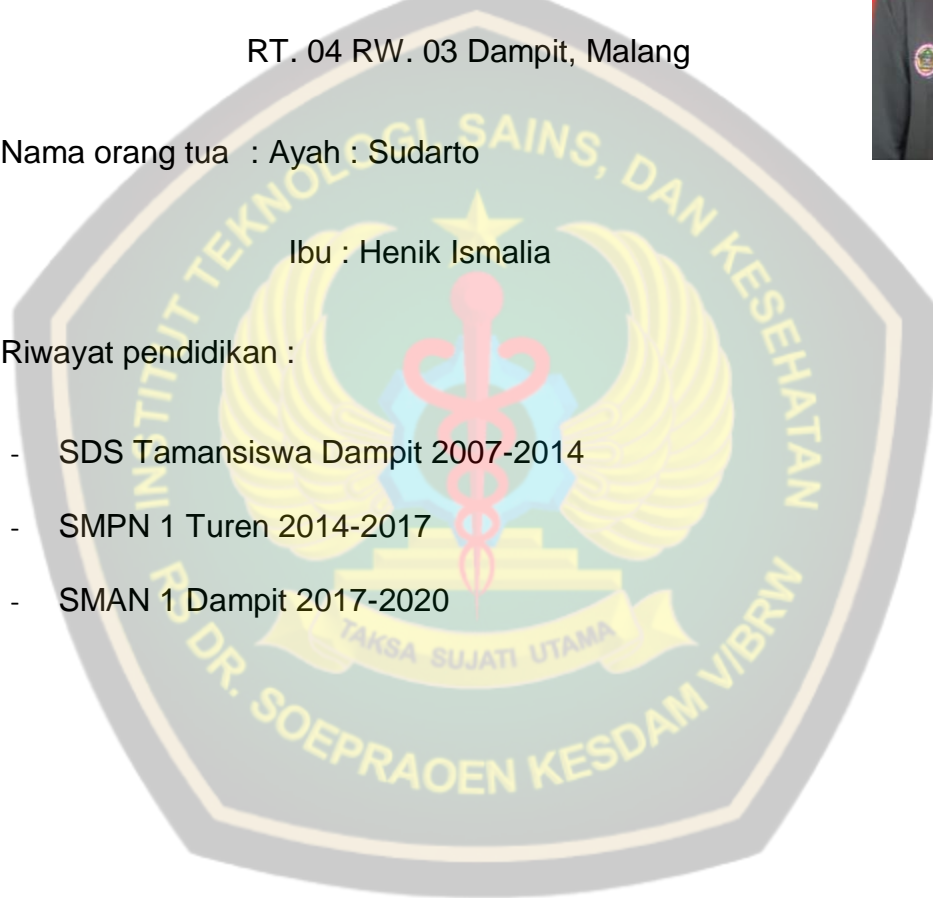 RT. 04 RW. 03 Dampit, Malang
Nama orang tua : Ayah : Sudarto
Ibu : Henik Ismalia
Riwayat pendidikan :
- SDS Tamansiswa Dampit 2007-2014
- SMPN 1 Turen 2014-2017
- SMAN 1 Dampit 2017-2020
INSTITUT TEKNOLOGI, SAINS, DAN KESEHATAN
TAKSA SUJATI UTAMA
RS DR. SOEPRAOEN KESDAM V/BRW